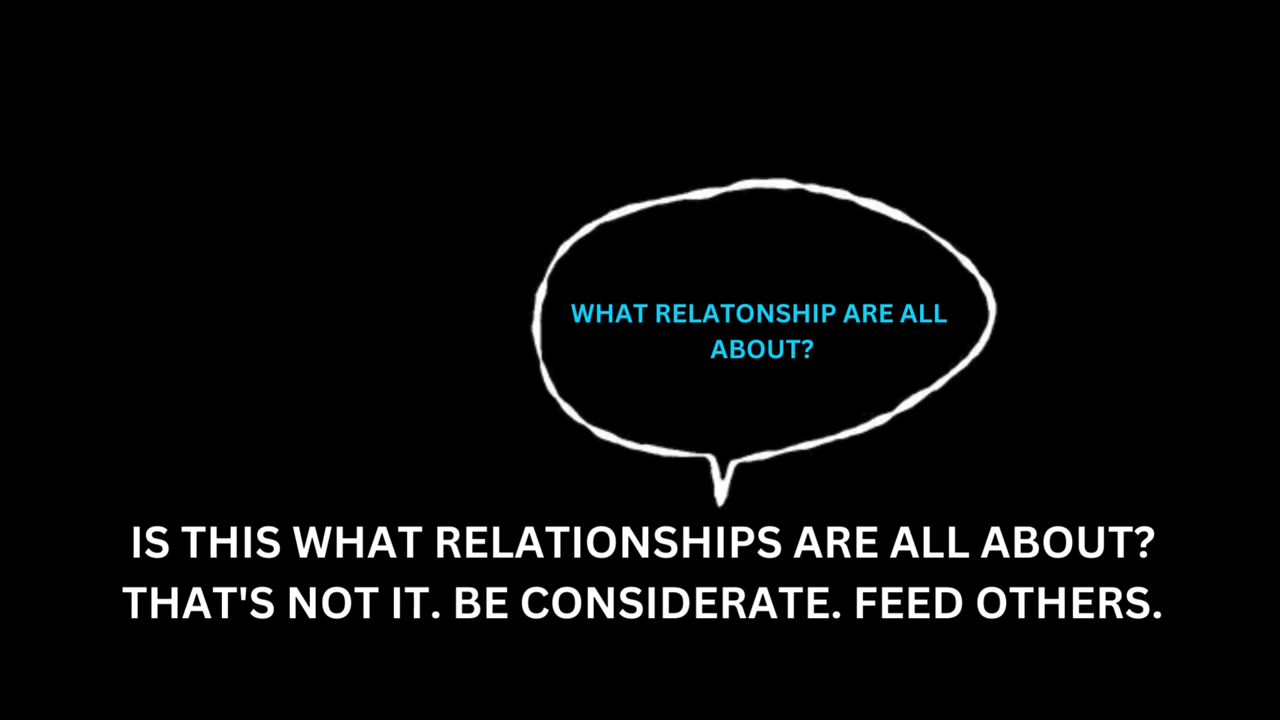 WHAT RELATONSHIP ARE ALL
ABOUT?
IS THIS WHAT RELATIONSHIPS ARE ALL ABOUT?
THAT'S NOT IT. BE CONSIDERATE. FEED OTHERS.